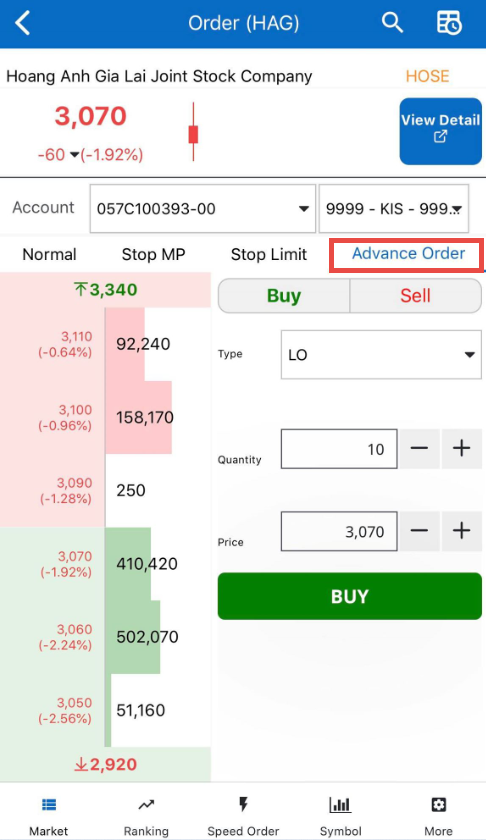 Order (HAG)
Hoang Anh Gia Lai Joint Stock Company HOSE
3,070
-60 (-1.92%)
View Detail
Account 057C100393-00 9999 - KIS - 999...
Normal Stop MP Stop Limit Advance Order
3,340
3,110
(-0.64%)
92,240
3,100
(-0.96%)
158,170
3,090
(-1.28%)
250
3,070
(-1.92%)
410,420
3,060
(-2.24%)
502,070
3,050
(-2.56%)
51,160
2,920
Buy Sell
Type LO
Quantity 10 − +
Price 3,070 − +
BUY
Market Ranking Speed Order Symbol More